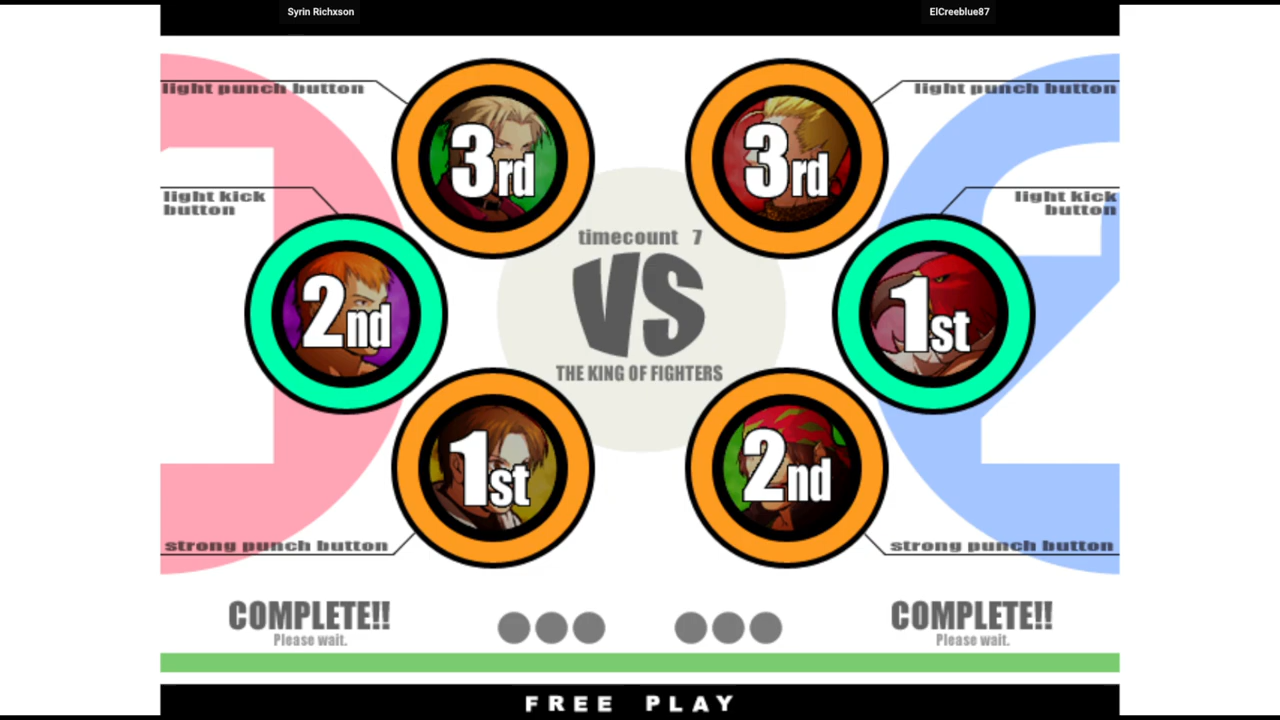 Syrin Richxson
ElCreeblue87
light punch button
light punch button
3rd
3rd
light kick
button
light kick
button
timecount 7
VS
THE KING OF FIGHTERS
2nd
1st
1st
2nd
strong punch button
strong punch button
1
2
COMPLETE!!
Please wait.
COMPLETE!!
Please wait.
FREE PLAY